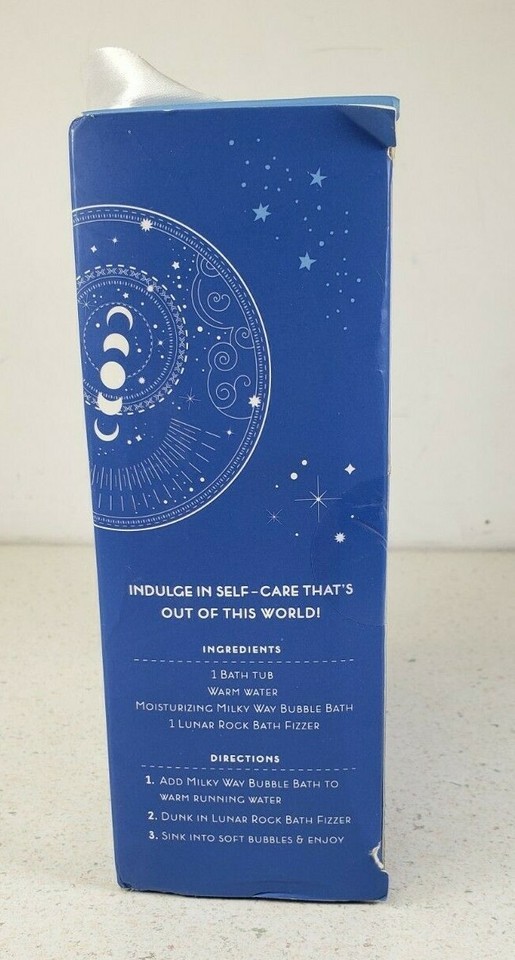 INDULGE IN SELF-CARE THAT'S
OUT OF THIS WORLD!
INGREDIENTS
1 BATH TUB
WARM WATER
MOISTURIZING MILKY WAY BUBBLE BATH
1 LUNAR ROCK BATH FIZZER
DIRECTIONS
1. ADD MILKY WAY BUBBLE BATH TO
WARM RUNNING WATER
2. DUNK IN LUNAR ROCK BATH FIZZER
3. SINK INTO SOFT BUBBLES & ENJOY